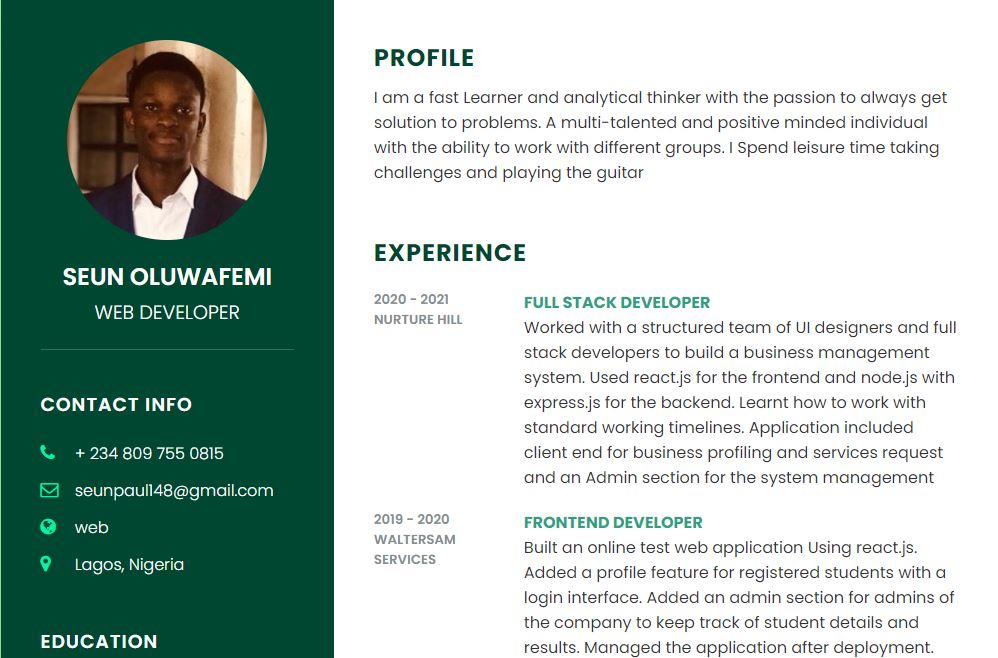 SEUN OLUWAFEMI
WEB DEVELOPER
CONTACT INFO
+ 234 809 755 0815
seunpaul148@gmail.com
web
Lagos, Nigeria
EDUCATION
PROFILE
I am a fast Learner and analytical thinker with the passion to always get
solution to problems. A multi-talented and positive minded individual
with the ability to work with different groups. I Spend leisure time taking
challenges and playing the guitar
EXPERIENCE
2020 - 2021
NURTURE HILL
FULL STACK DEVELOPER
Worked with a structured team of UI designers and full
stack developers to build a business management
system. Used react.js for the frontend and node.js with
express.js for the backend. Learnt how to work with
standard working timelines. Application included
client end for business profiling and services request
and an Admin section for the system management
2019 - 2020
WALTERSAM
SERVICES
FRONTEND DEVELOPER
Built an online test web application Using react.js.
Added a profile feature for registered students with a
login interface. Added an admin section for admins of
the company to keep track of student details and
results. Managed the application after deployment.